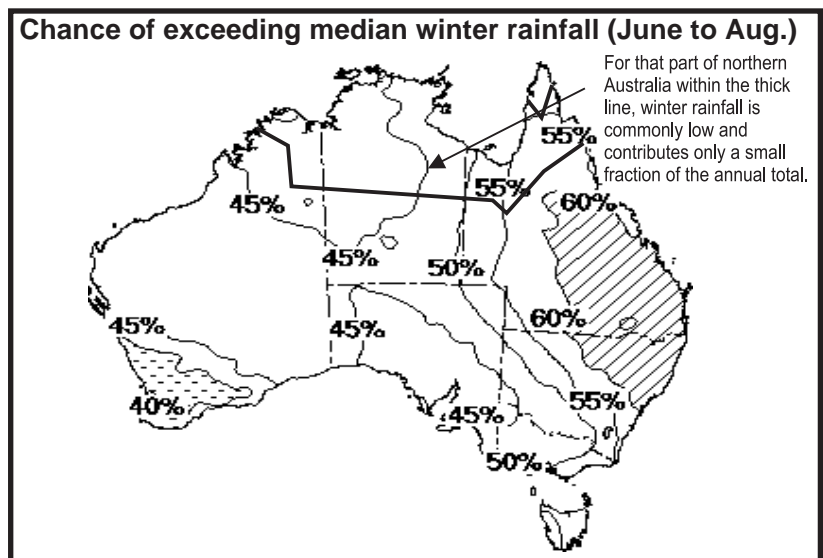 Chance of exceeding median winter rainfall (June to Aug.)
For that part of northern
Australia within the thick
line, winter rainfall is
commonly low and
contributes only a small
fraction of the annual total.
55%
55%
45%
60%
45%
50%
45%
45%
60%
40%
45%
55%
50%